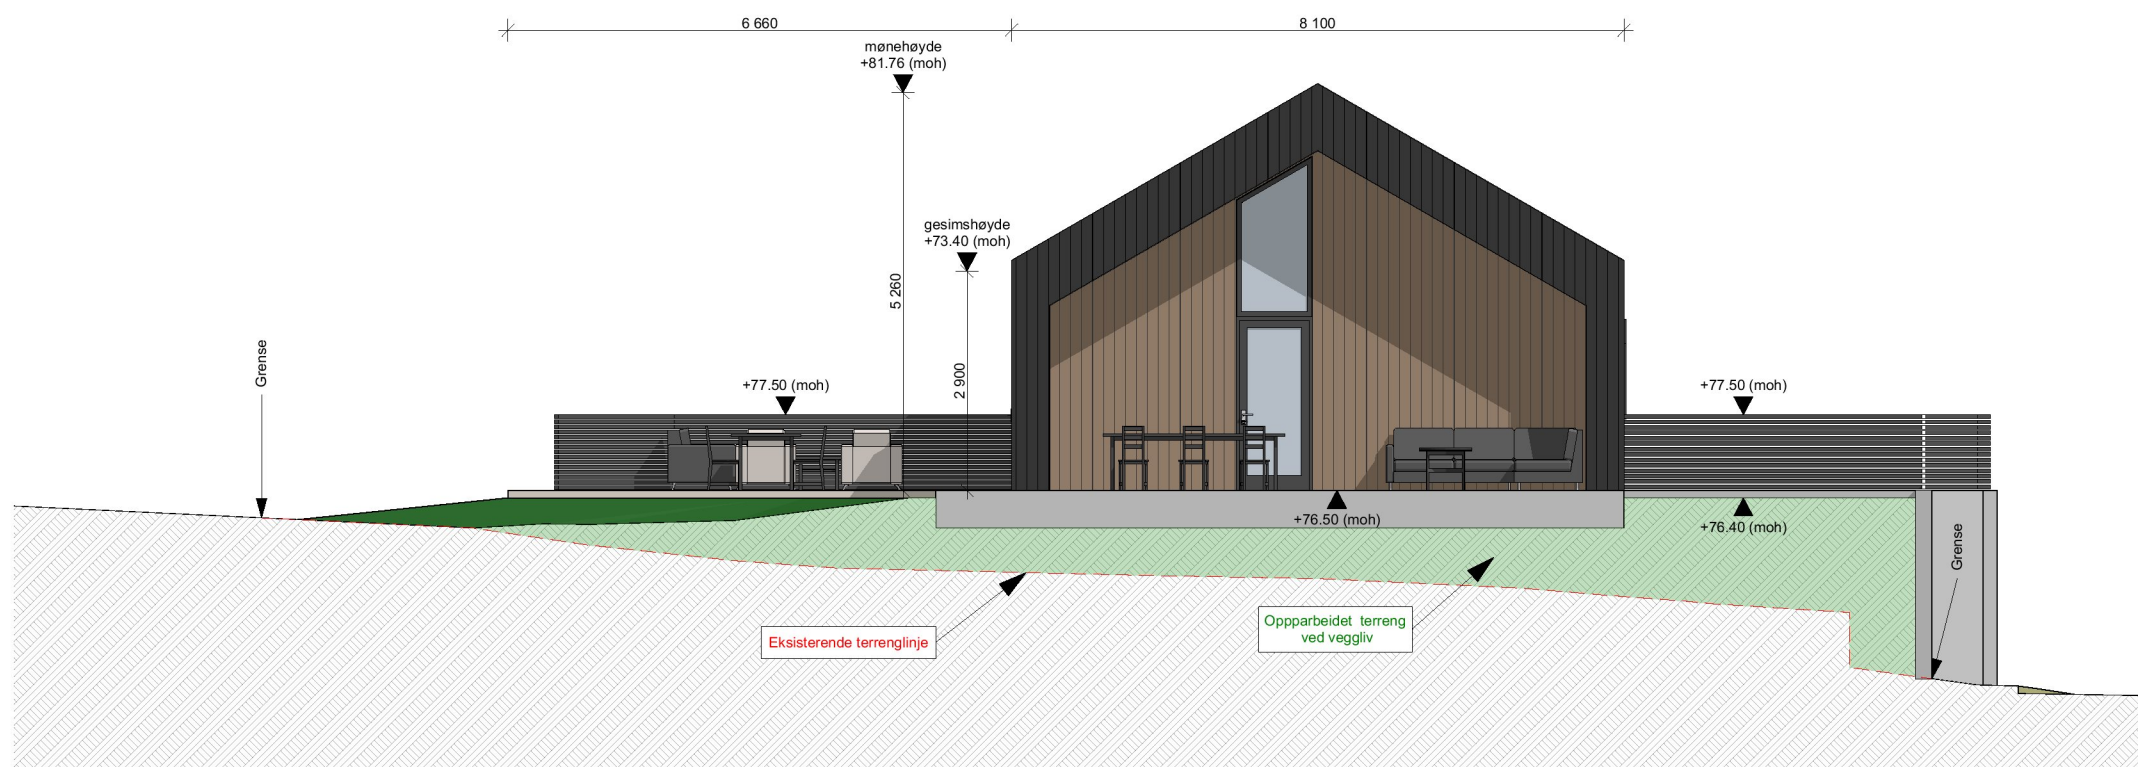 6 660
8 100
mønehøyde
+81.76 (moh)
gesimshøyde
+73.40 (moh)
5 260
2 900
Grense
+77.50 (moh)
+77.50 (moh)
+76.50 (moh)
+76.40 (moh)
Grense
Eksisterende terrenglinje
Oppparbeidet terreng
ved veggliv